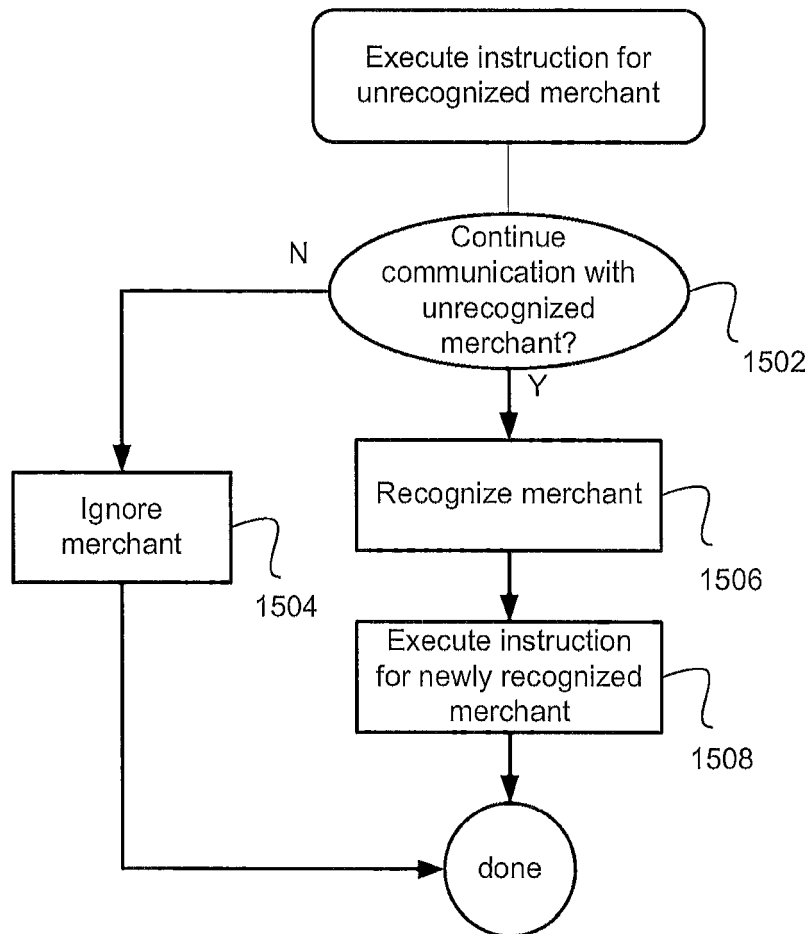 Execute instruction for
unrecognized merchant
Continue
communication with
unrecognized
merchant?
N
1502
Y
Ignore
merchant
1504
Recognize merchant
1506
Execute instruction
for newly recognized
merchant
1508
done